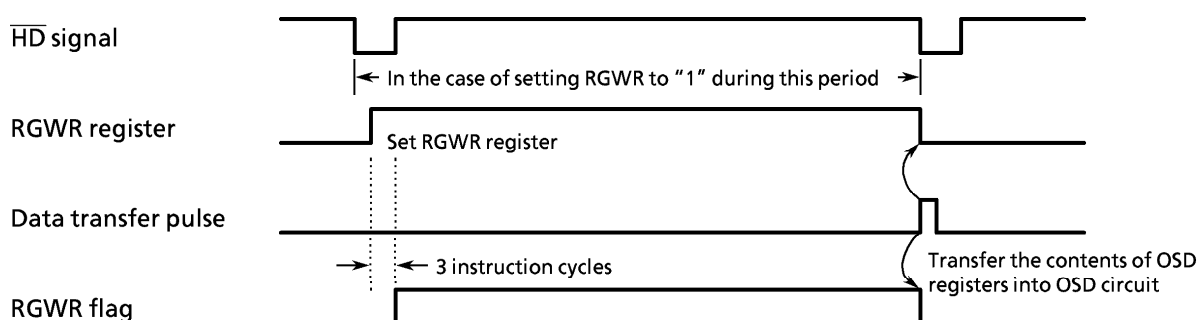 HD signal
In the case of setting RGWR to “1” during this period
RGWR register
Set RGWR register
Data transfer pulse
3 instruction cycles
Transfer the contents of OSD
registers into OSD circuit
RGWR flag